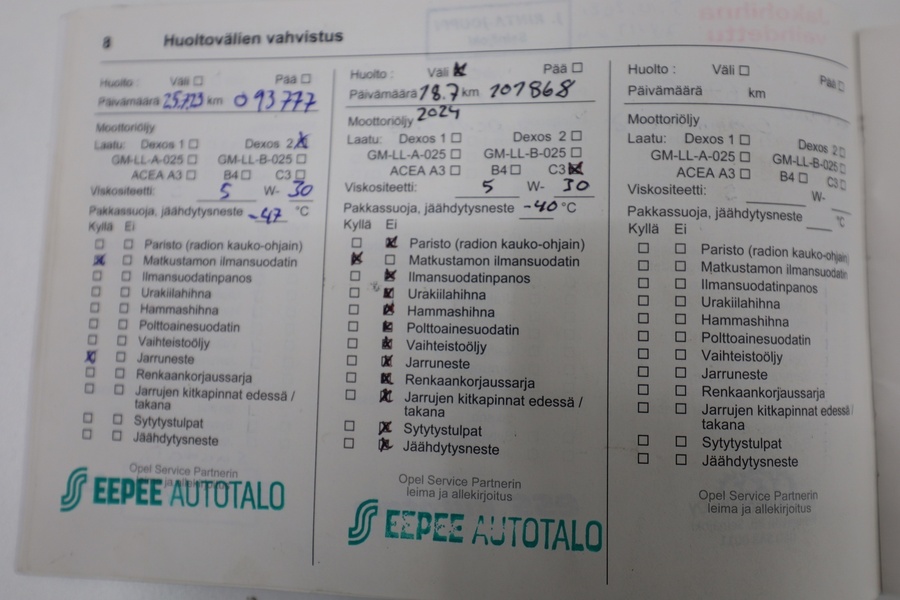 8 Huoltovälien vahvistus
Huolto : Väli ☐ Pää ☐
Päivämäärä 25.7.23 km 093777
Moottoriöljy
Laatu: Dexos 1 ☐ Dexos 2 ☒
GM-LL-A-025 ☐ GM-LL-B-025 ☐
ACEA A3 ☐ B4 ☐ C3 ☐
Viskositeetti: 5 W- 30
Pakkassuoja, jäähdytysneste -47 °C
Kyllä Ei
☐ ☐ Paristo (radion kauko-ohjain)
☒ ☐ Matkustamon ilmansuodatin
☐ ☐ Ilmansuodatinpanos
☐ ☐ Urakiilahihna
☐ ☐ Hammashihna
☐ ☐ Polttoainesuodatin
☐ ☐ Vaihteistoöljy
☒ ☐ Jarruneste
☐ ☐ Renkaankorjaussarja
☐ ☐ Jarrujen kitkapinnat edessä /
takana
☐ ☐ Sytytystulpat
☐ ☐ Jäähdytysneste
Opel Service Partnerin
leima ja allekirjoitus
EEPEE AUTOTALO
Huolto : Väli ☒ Pää ☐
Päivämäärä 18.7 km 101868
2024
Moottoriöljy
Laatu: Dexos 1 ☐ Dexos 2 ☐
GM-LL-A-025 ☐ GM-LL-B-025 ☐
ACEA A3 ☐ B4 ☐ C3 ☒
Viskositeetti: 5 W- 30
Pakkassuoja, jäähdytysneste -40 °C
Kyllä Ei
☐ ☒ Paristo (radion kauko-ohjain)
☒ ☐ Matkustamon ilmansuodatin
☐ ☒ Ilmansuodatinpanos
☐ ☒ Urakiilahihna
☐ ☒ Hammashihna
☐ ☒ Polttoainesuodatin
☐ ☒ Vaihteistoöljy
☐ ☒ Jarruneste
☐ ☒ Renkaankorjaussarja
☐ ☒ Jarrujen kitkapinnat edessä /
takana
☐ ☒ Sytytystulpat
☐ ☒ Jäähdytysneste
Opel Service Partnerin
leima ja allekirjoitus
EEPEE AUTOTALO
Huolto : Väli ☐ Pää ☐
Päivämäärä km
Moottoriöljy
Laatu: Dexos 1 ☐ Dexos 2 ☐
GM-LL-A-025 ☐ GM-LL-B-025 ☐
ACEA A3 ☐ B4 ☐ C3 ☐
Viskositeetti: W-
Pakkassuoja, jäähdytysneste °C
Kyllä Ei
☐ ☐ Paristo (radion kauko-ohjain)
☐ ☐ Matkustamon ilmansuodatin
☐ ☐ Ilmansuodatinpanos
☐ ☐ Urakiilahihna
☐ ☐ Hammashihna
☐ ☐ Polttoainesuodatin
☐ ☐ Vaihteistoöljy
☐ ☐ Jarruneste
☐ ☐ Renkaankorjaussarja
☐ ☐ Jarrujen kitkapinnat edessä /
takana
☐ ☐ Sytytystulpat
☐ ☐ Jäähdytysneste
Opel Service Partnerin
leima ja allekirjoitus